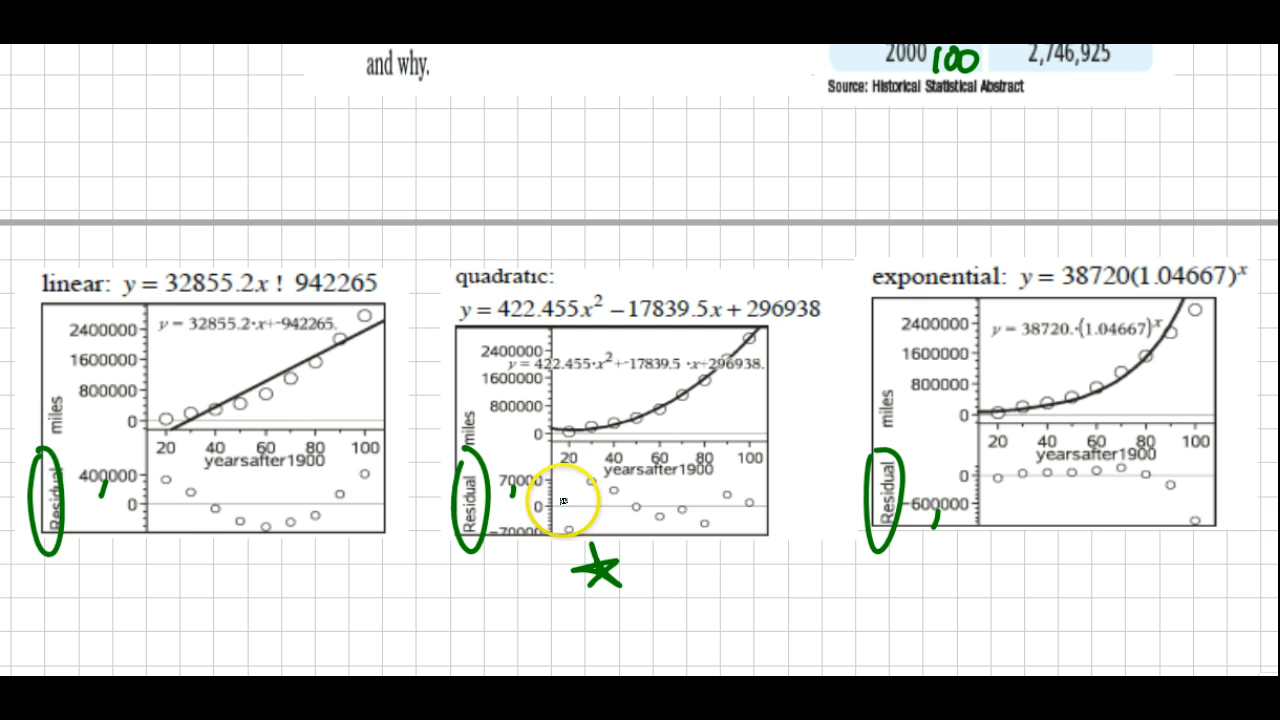 and why.
2000 100 2,746,925
Source: Historical Statistical Abstract
linear: y = 32855.2x ! 942265
y = 32855.2·x+-942265.
2400000
1600000
800000
0
miles
20 40 60 80 100
yearsafter1900
400000
0
Residual
quadratic:
y = 422.455x² −17839.5x + 296938
2400000
y = 422.455·x²+-17839.5 ·x+296938.
1600000
800000
0
miles
20 40 60 80 100
yearsafter1900
70000
0
-70000
Residual
exponential: y = 38720(1.04667)ˣ
2400000
y = 38720.·(1.04667)ˣ
1600000
800000
0
miles
20 40 60 80 100
yearsafter1900
0
-600000
Residual